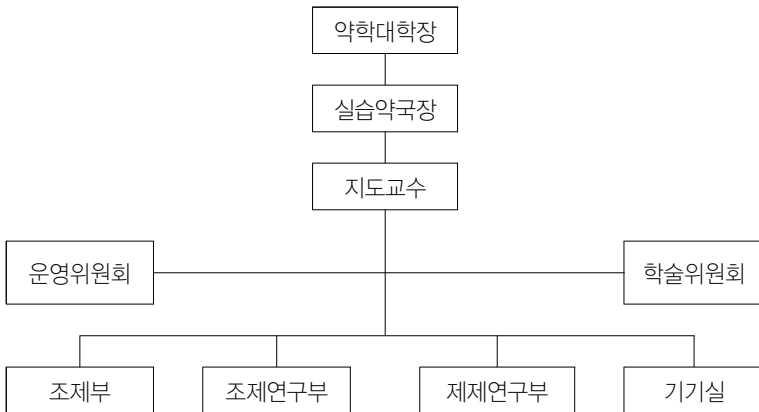 약학대학장
실습약국장
지도교수
운영위원회 학술위원회
조제부 조제연구부 제제연구부 기기실